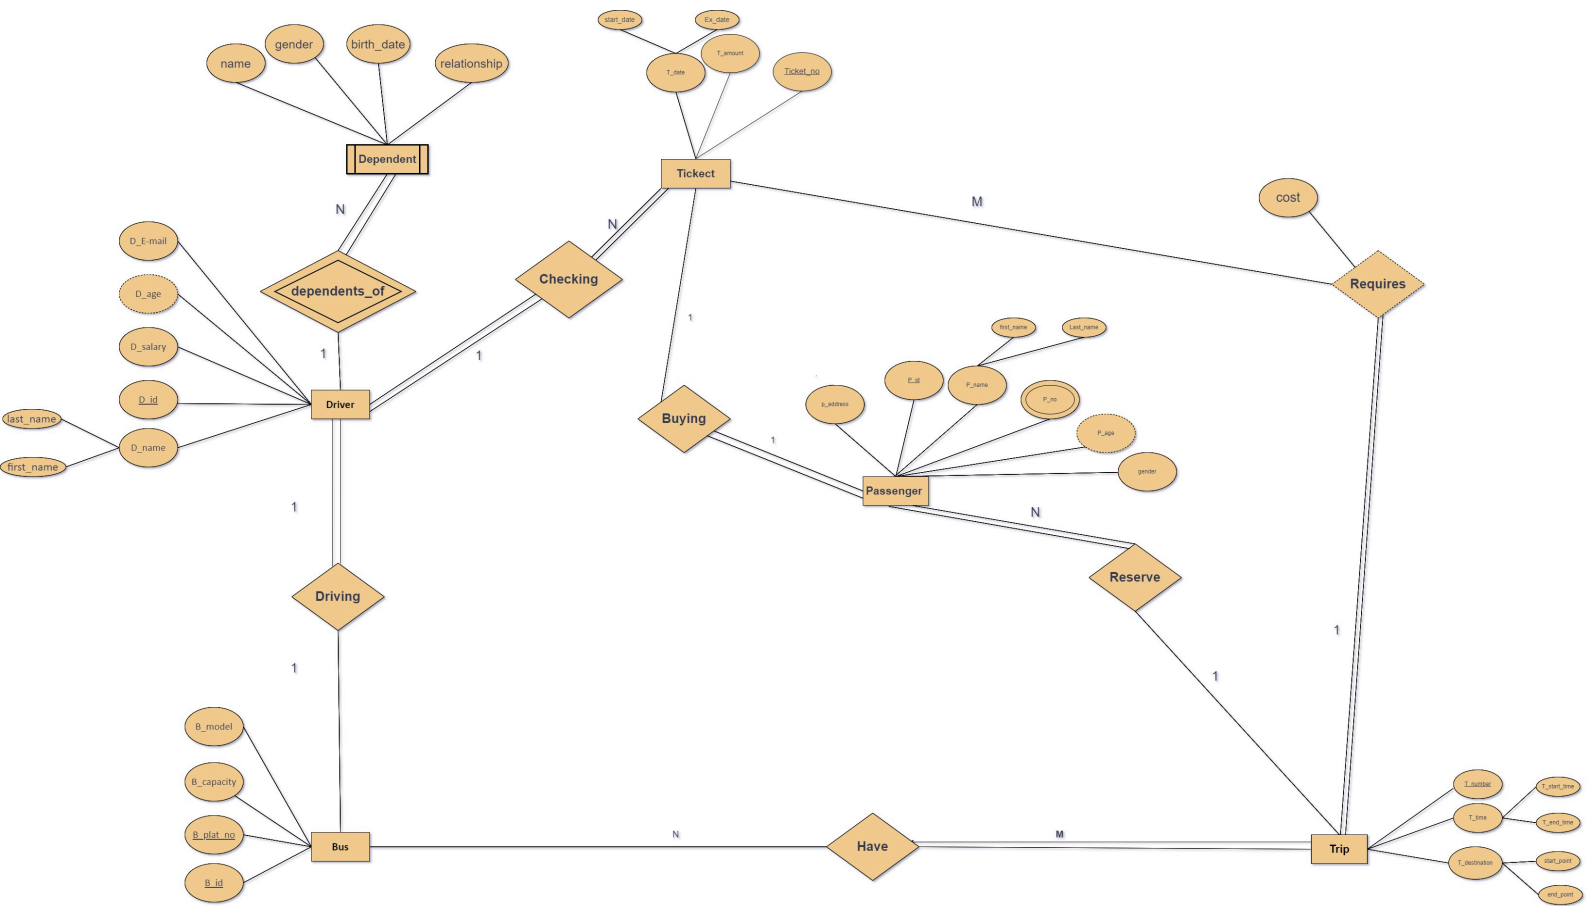 start_date
Ex_date
gender
birth_date
name
relationship
T_amount
T_date
Ticket_no
Dependent
Tickect
N
M
cost
N
D_E-mail
Checking
Requires
dependents_of
D_age
1
first_name
Last_name
D_salary
1
1
P_id
P_name
D_id
Driver
p_address
P_no
last_name
Buying
P_age
D_name
1
first_name
gender
Passenger
1
N
Reserve
Driving
1
1
1
B_model
B_capacity
T_number
T_start_time
T_time
T_end_time
B_plat_no
N
M
Bus
Have
Trip
T_destination
start_point
B_id
end_point